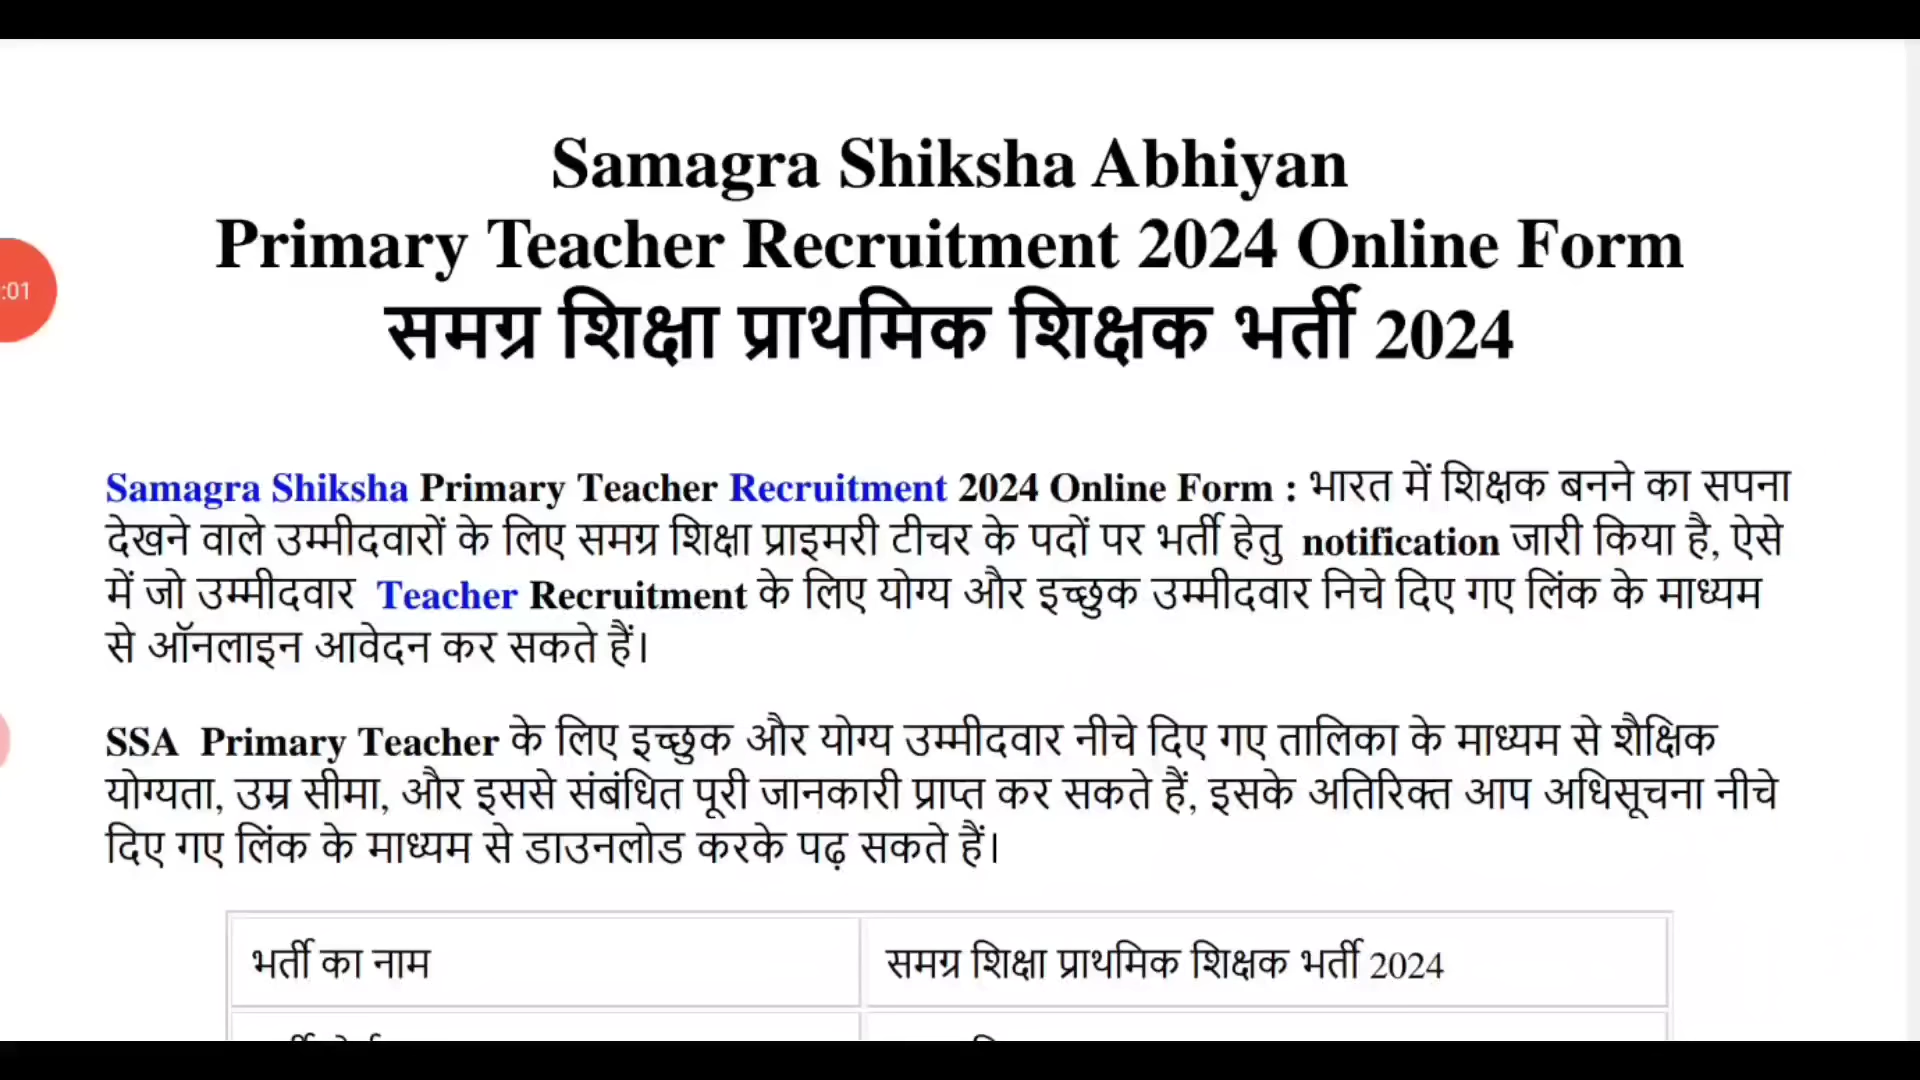 Samagra Shiksha Abhiyan
Primary Teacher Recruitment 2024 Online Form
समग्र शिक्षा प्राथमिक शिक्षक भर्ती 2024
:01
Samagra Shiksha Primary Teacher Recruitment 2024 Online Form : भारत में शिक्षक बनने का सपना
देखने वाले उम्मीदवारों के लिए समग्र शिक्षा प्राइमरी टीचर के पदों पर भर्ती हेतु notification जारी किया है, ऐसे
में जो उम्मीदवार Teacher Recruitment के लिए योग्य और इच्छुक उम्मीदवार निचे दिए गए लिंक के माध्यम
से ऑनलाइन आवेदन कर सकते हैं।
SSA Primary Teacher के लिए इच्छुक और योग्य उम्मीदवार नीचे दिए गए तालिका के माध्यम से शैक्षिक
योग्यता, उम्र सीमा, और इससे संबंधित पूरी जानकारी प्राप्त कर सकते हैं, इसके अतिरिक्त आप अधिसूचना नीचे
दिए गए लिंक के माध्यम से डाउनलोड करके पढ़ सकते हैं।
भर्ती का नाम
समग्र शिक्षा प्राथमिक शिक्षक भर्ती 2024